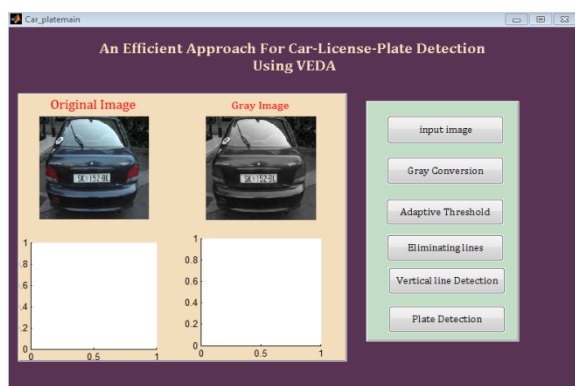 Car_platemain
An Efficient Approach For Car-License-Plate Detection
Using VEDA
Original Image
Gray Image
input image
Gray Conversion
Adaptive Threshold
Eliminating lines
Vertical line Detection
Plate Detection
1
0.8
0.6
0.4
0.2
0
0
0.5
1
1
0.8
0.6
0.4
0.2
0
0
0.5
1